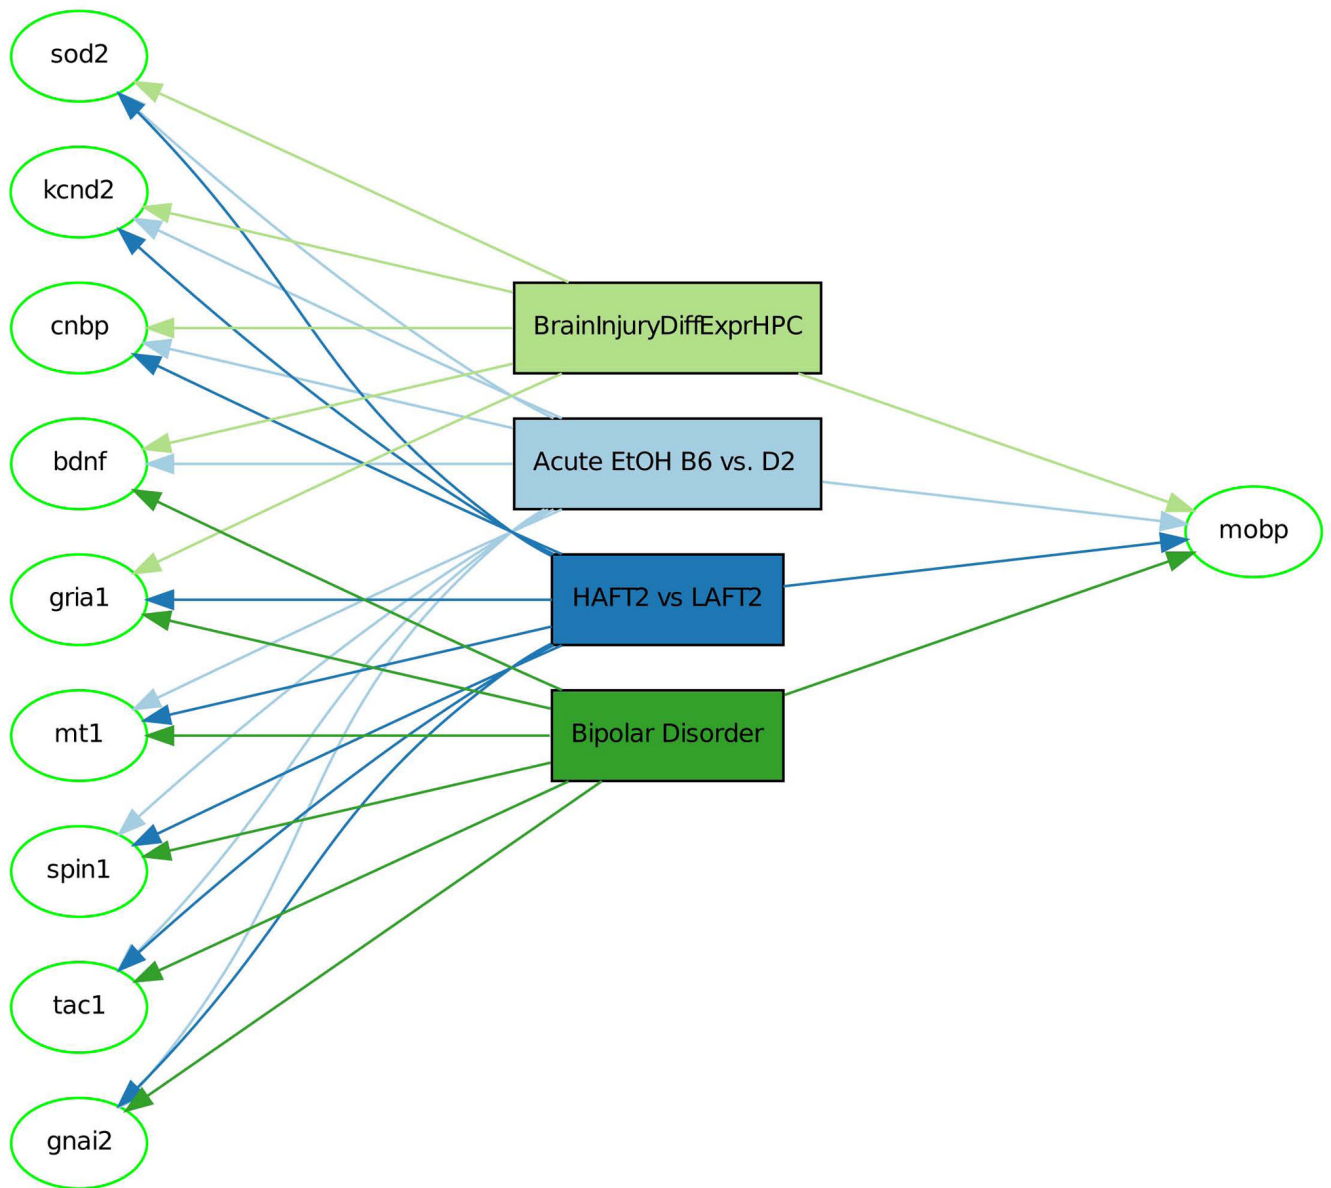 sod2
kcnd2
cnbp
bdnf
gria1
mt1
spin1
tac1
gnai2
BrainInjuryDiffExprHPC
Acute EtOH B6 vs. D2
HAFT2 vs LAFT2
Bipolar Disorder
mobp